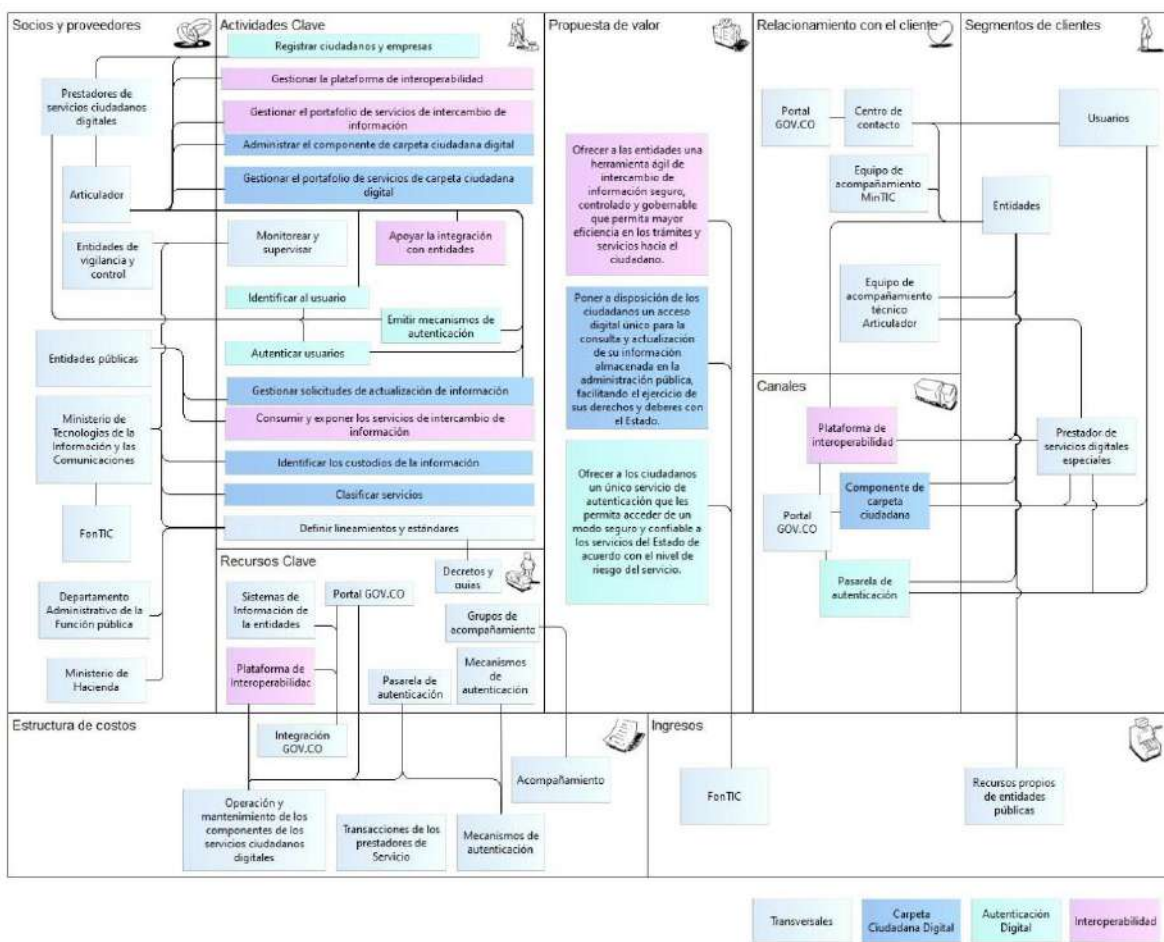 Socios y proveedores
Prestadores de
servicios ciudadanos
digitales
Articulador
Entidades de
vigilancia y
control
Entidades públicas
Ministerio de
Tecnologías de la
Información y las
Comunicaciones
FonTIC
Departamento
Administrativo de la
Función pública
Ministerio de
Hacienda
Actividades Clave
Registrar ciudadanos y empresas
Gestionar la plataforma de interoperabilidad
Gestionar el portafolio de servicios de intercambio de
información
Administrar el componente de carpeta ciudadana digital
Gestionar el portafolio de servicios de carpeta ciudadana
digital
Monitorear y
supervisar
Apoyar la integración
con entidades
Identificar al usuario
Emitir mecanismos de
autenticación
Autenticar usuarios
Gestionar solicitudes de actualización de información
Consumir y exponer los servicios de intercambio de
información
Identificar los custodios de la información
Clasificar servicios
Definir lineamientos y estándares
Recursos Clave
Decretos y
guías
Sistemas de
Información de
la entidades
Portal GOV.CO
Grupos de
acompañamiento
Plataforma de
Interoperabilidac
Pasarela de
autenticación
Mecanismos
de
autenticación
Propuesta de valor
Ofrecer a las entidades una
herramienta ágil de
intercambio de
información seguro,
controlado y gobernable
que permita mayor
eficiencia en los trámites y
servicios hacia el
ciudadano.
Poner a disposición de los
ciudadanos un acceso
digital único para la
consulta y actualización
de su información
almacenada en la
administración pública,
facilitando el ejercicio de
sus derechos y deberes con
el Estado.
Ofrecer a los ciudadanos
un único servicio de
autenticación que les
permita acceder de un
modo seguro y confiable a
los servicios del Estado de
acuerdo con el nivel de
riesgo del servicio.
Relacionamiento con el cliente
Portal
GOV.CO
Centro de
contacto
Equipo de
acompañamiento
MinTIC
Equipo de
acompañamiento
técnico
Articulador
Canales
Plataforma de
interoperabilidad
Componente de
carpeta
ciudadana
Portal
GOV.CO
Pasarela de
autenticación
Segmentos de clientes
Usuarios
Entidades
Prestador de
servicios digitales
especiales
Estructura de costos
Integración
GOV.CO
Acompañamiento
Operación y
mantenimiento de los
componentes de los
servicios ciudadanos
digitales
Transacciones de los
prestadores de
Servicio
Mecanismos de
autenticación
Ingresos
FonTIC
Recursos propios
de entidades
públicas
Transversales
Carpeta
Ciudadana Digital
Autenticación
Digital
Interoperabilidad